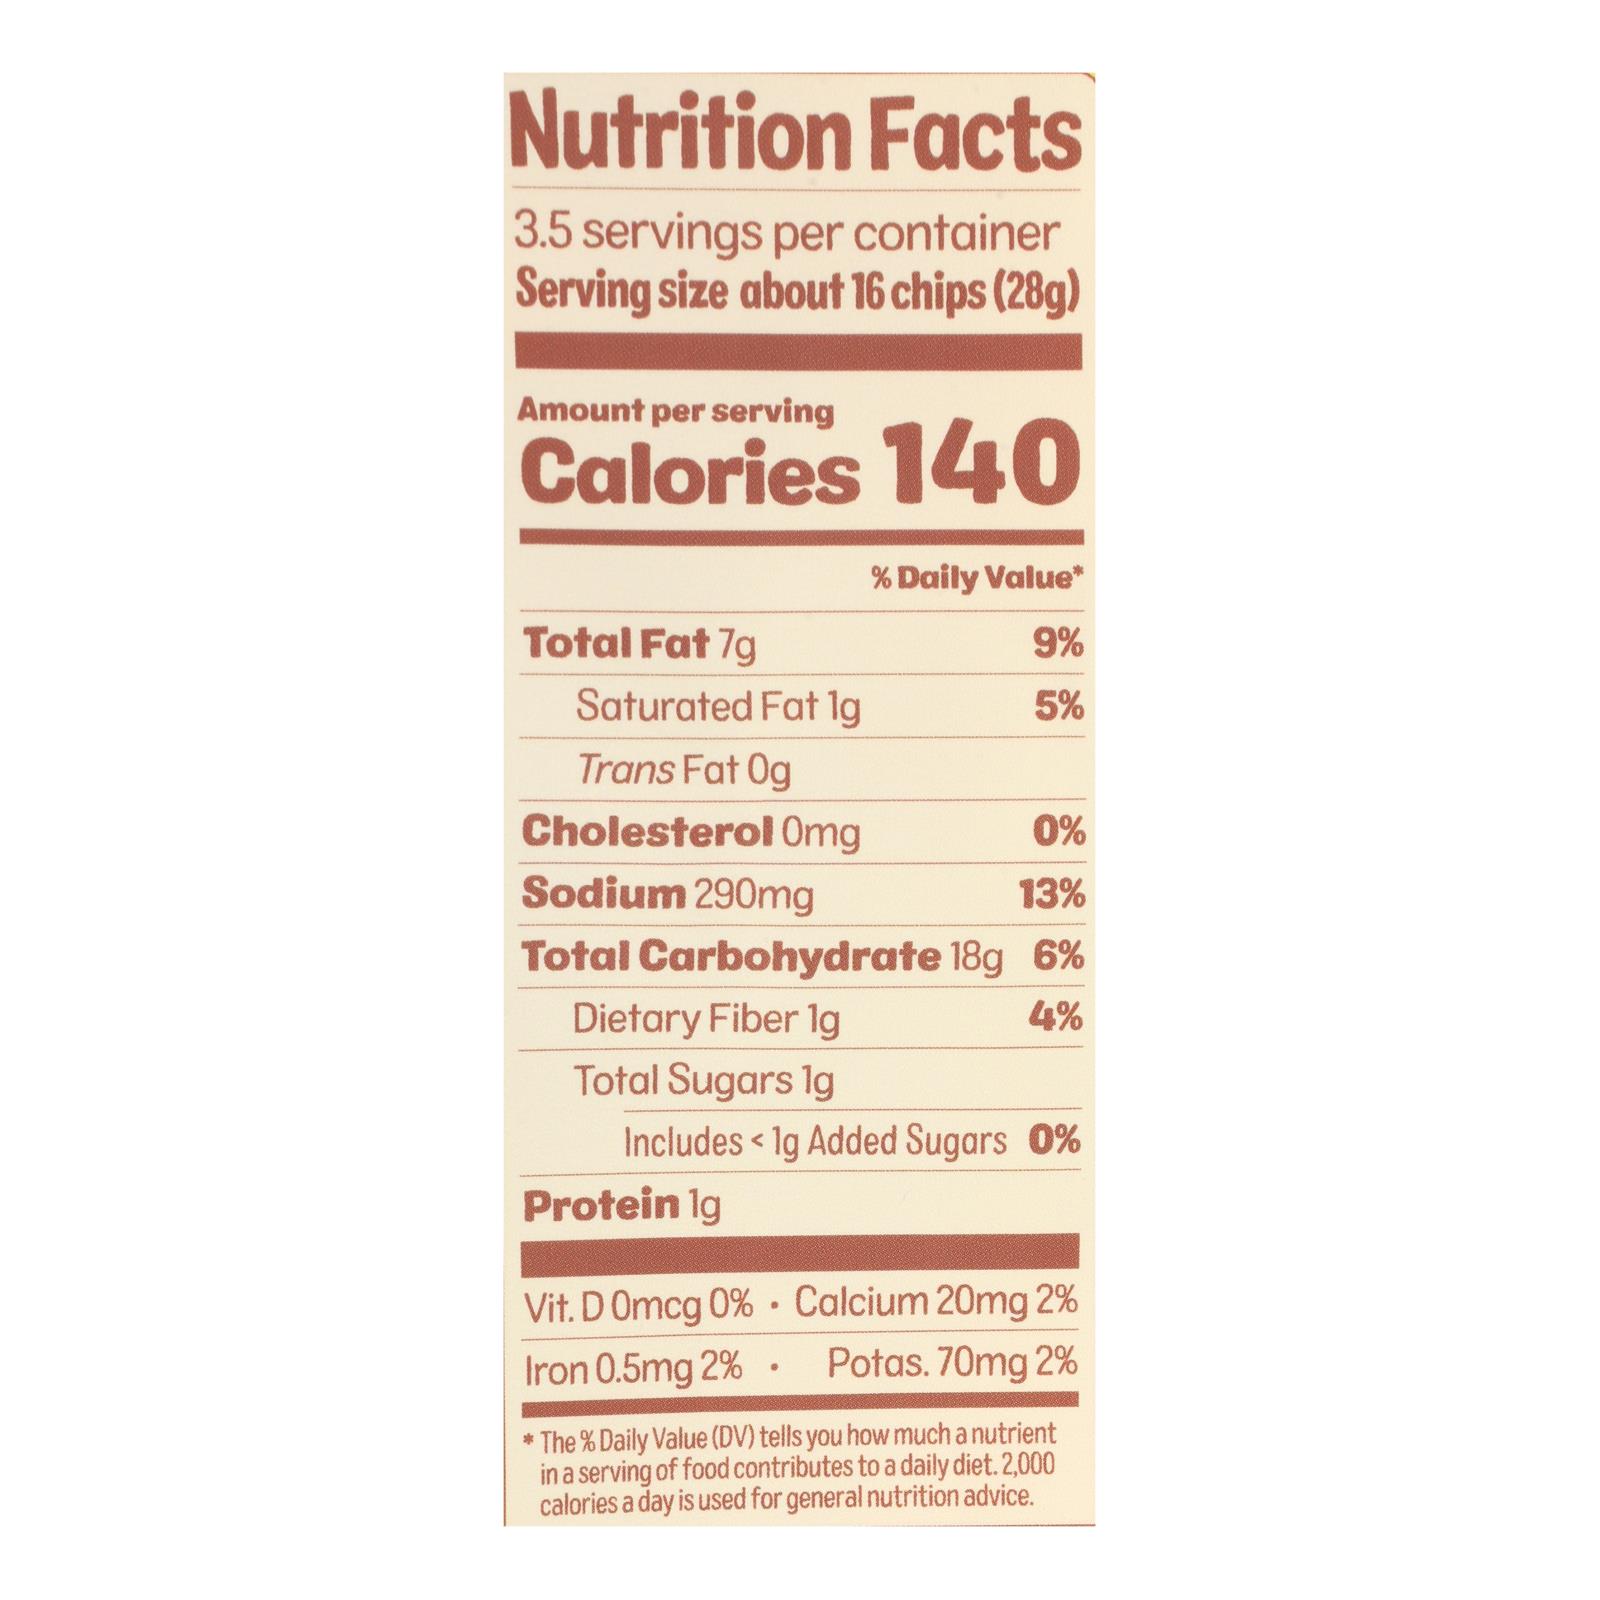 Nutrition Facts
3.5 servings per container
Serving size about 16 chips (28g)
Amount per serving
Calories 140
% Daily Value*
Total Fat 7g 9%
Saturated Fat 1g 5%
Trans Fat 0g
Cholesterol 0mg 0%
Sodium 290mg 13%
Total Carbohydrate 18g 6%
Dietary Fiber 1g 4%
Total Sugars 1g
Includes < 1g Added Sugars 0%
Protein 1g
Vit. D 0mcg 0% • Calcium 20mg 2%
Iron 0.5mg 2% • Potas. 70mg 2%
* The % Daily Value (DV) tells you how much a nutrient
in a serving of food contributes to a daily diet. 2,000
calories a day is used for general nutrition advice.